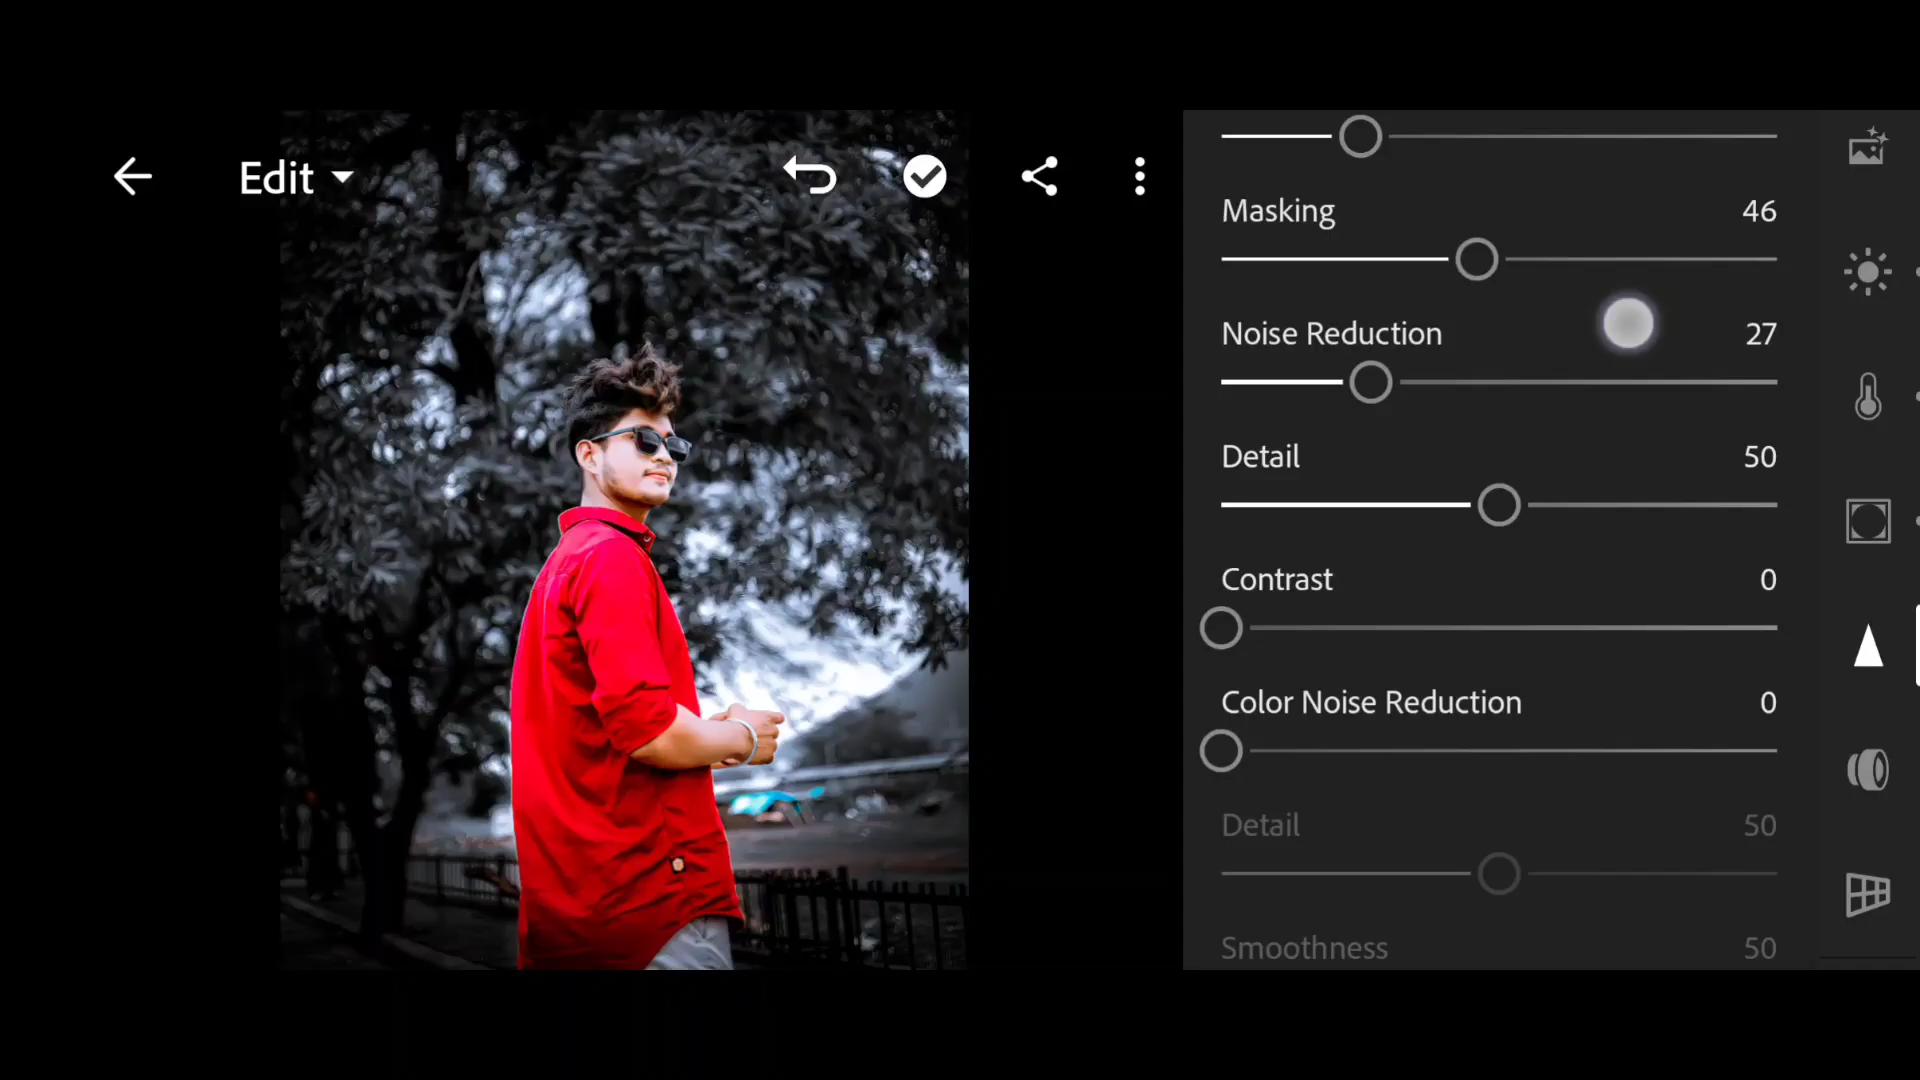 Edit
Masking 46
Noise Reduction 27
Detail 50
Contrast 0
Color Noise Reduction 0
Detail 50
Smoothness 50